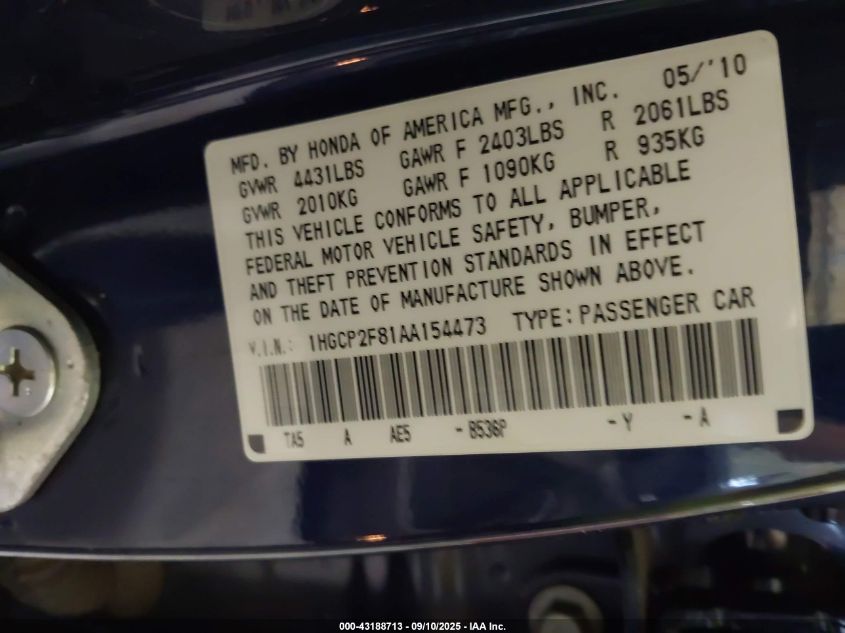 MFD. BY HONDA OF AMERICA MFG., INC. 05/'10
GVWR 4431LBS GAWR F 2403LBS R 2061LBS
GVWR 2010KG GAWR F 1090KG R 935KG
THIS VEHICLE CONFORMS TO ALL APPLICABLE
FEDERAL MOTOR VEHICLE SAFETY, BUMPER,
AND THEFT PREVENTION STANDARDS IN EFFECT
ON THE DATE OF MANUFACTURE SHOWN ABOVE.
V.I.N.: 1HGCP2F81AA154473 TYPE:PASSENGER CAR
TA5 A AE5 -B536P -Y -A
000-43188713 - 09/10/2025 - IAA Inc.